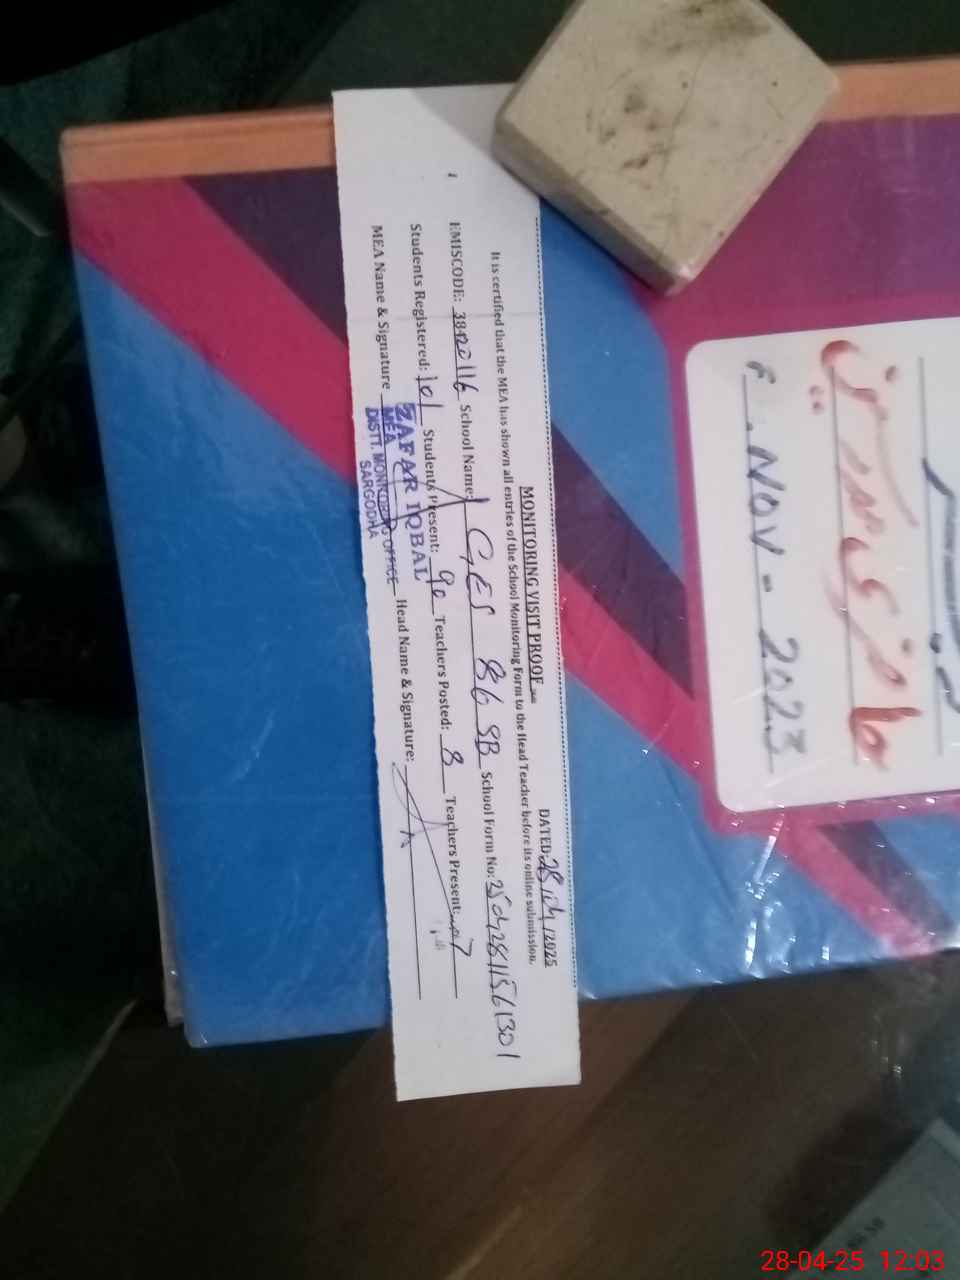 MONITORING VISIT PROOF
DATED: 28/04/2025
It is certified that the MEA has shown all entries of the School Monitoring Form to the Head Teacher before its online submission.
EMISCODE: 38420116 School Name: GES 86 SB School Form No: 25042811561301
Students Registered: 101 Students Present: 90 Teachers Posted: 8 Teachers Present: 7
MEA Name & Signature Head Name & Signature:
ZAFAR IQBAL
MEA
DISTT. MONITORING OFFICE
SARGODHA
NOV - 2023
28-04-25 12:03